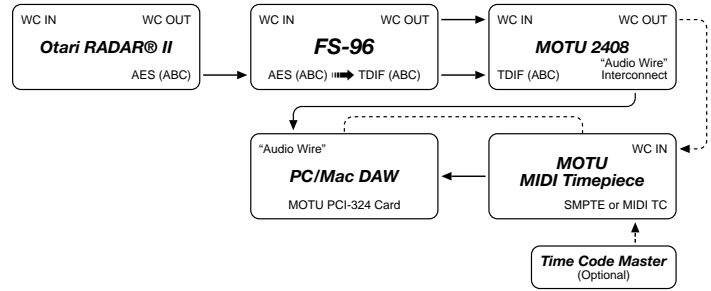 WC IN WC OUT
Otari RADAR® II
AES (ABC)
WC IN WC OUT
FS-96
AES (ABC) TDIF (ABC)
WC IN WC OUT
MOTU 2408
TDIF (ABC)
“Audio Wire”
Interconnect
“Audio Wire”
PC/Mac DAW
MOTU PCI-324 Card
WC IN
MOTU
MIDI Timepiece
SMPTE or MIDI TC
Time Code Master
(Optional)